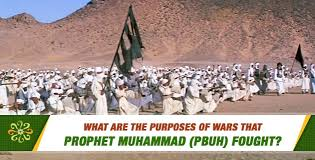 WHAT ARE THE PURPOSES OF WARS THAT
PROPHET MUHAMMAD (PBUH) FOUGHT?